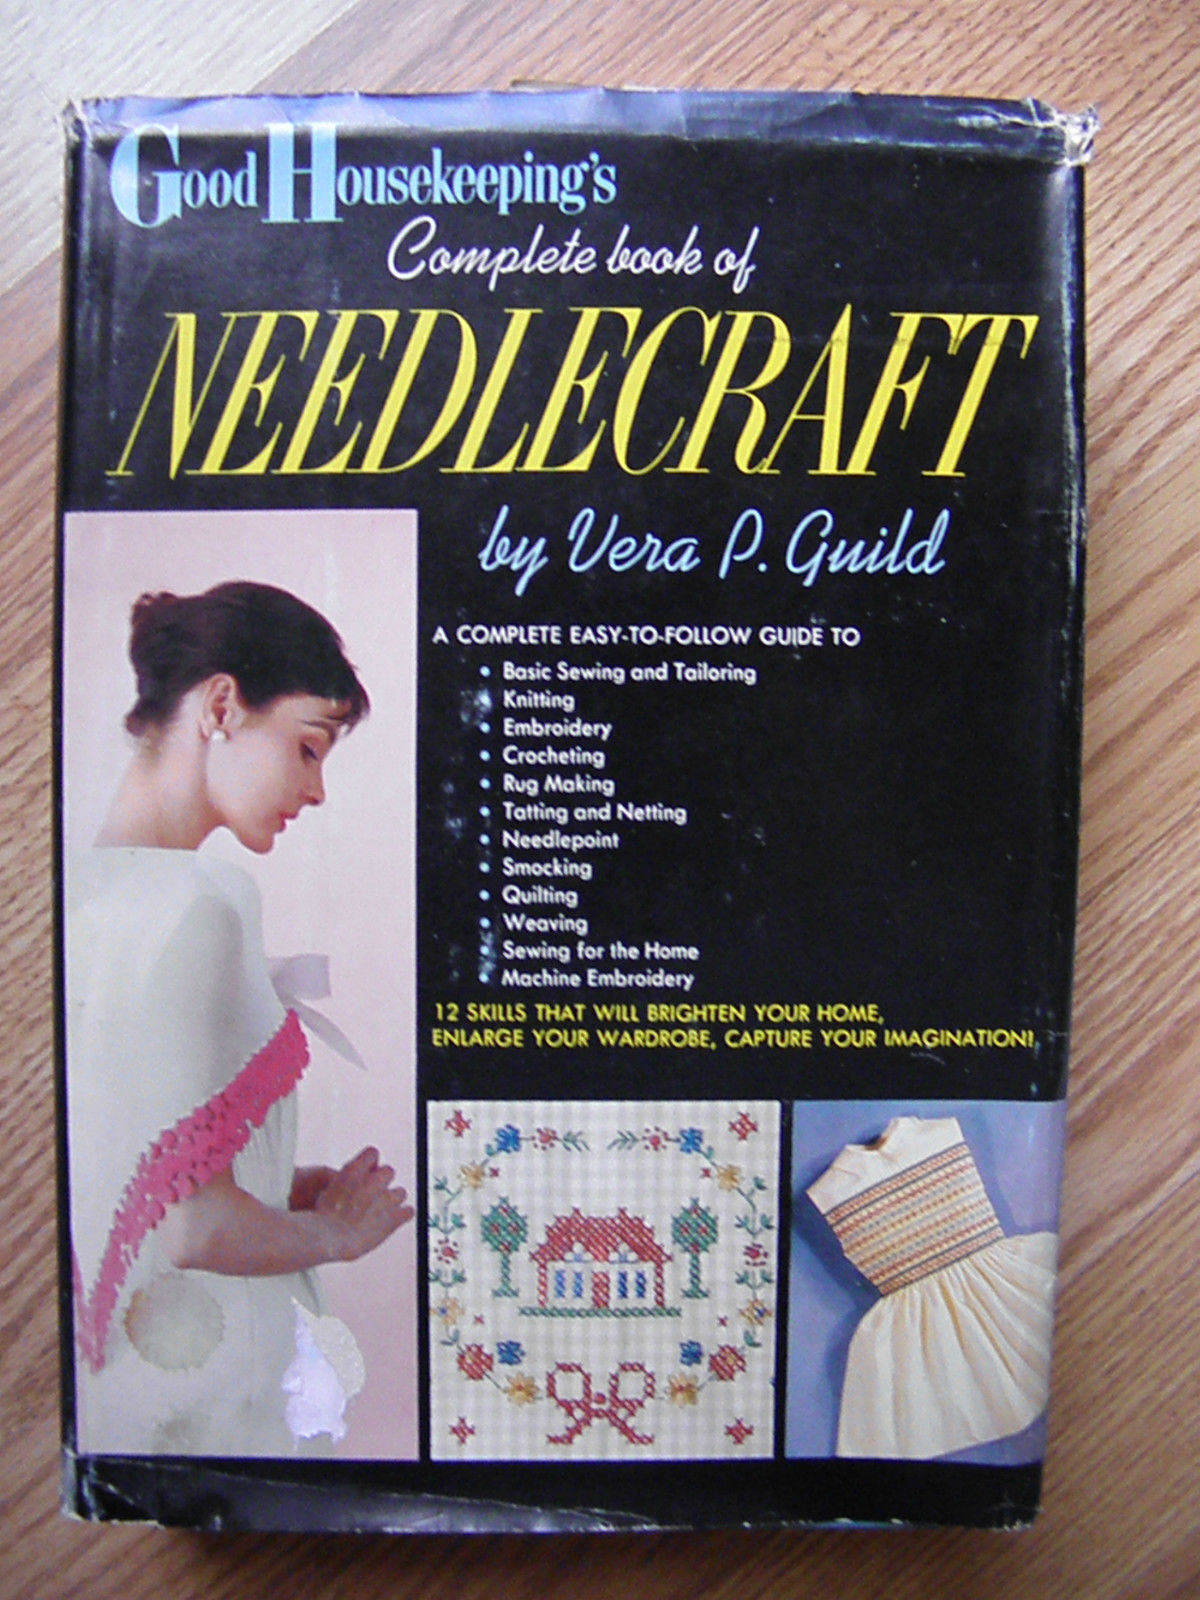 Good Housekeeping's
Complete book of
NEEDLECRAFT
by Vera P. Guild
A COMPLETE EASY-TO-FOLLOW GUIDE TO
• Basic Sewing and Tailoring
• Knitting
• Embroidery
• Crocheting
• Rug Making
• Tatting and Netting
• Needlepoint
• Smocking
• Quilting
• Weaving
• Sewing for the Home
• Machine Embroidery
12 SKILLS THAT WILL BRIGHTEN YOUR HOME,
ENLARGE YOUR WARDROBE, CAPTURE YOUR IMAGINATION!